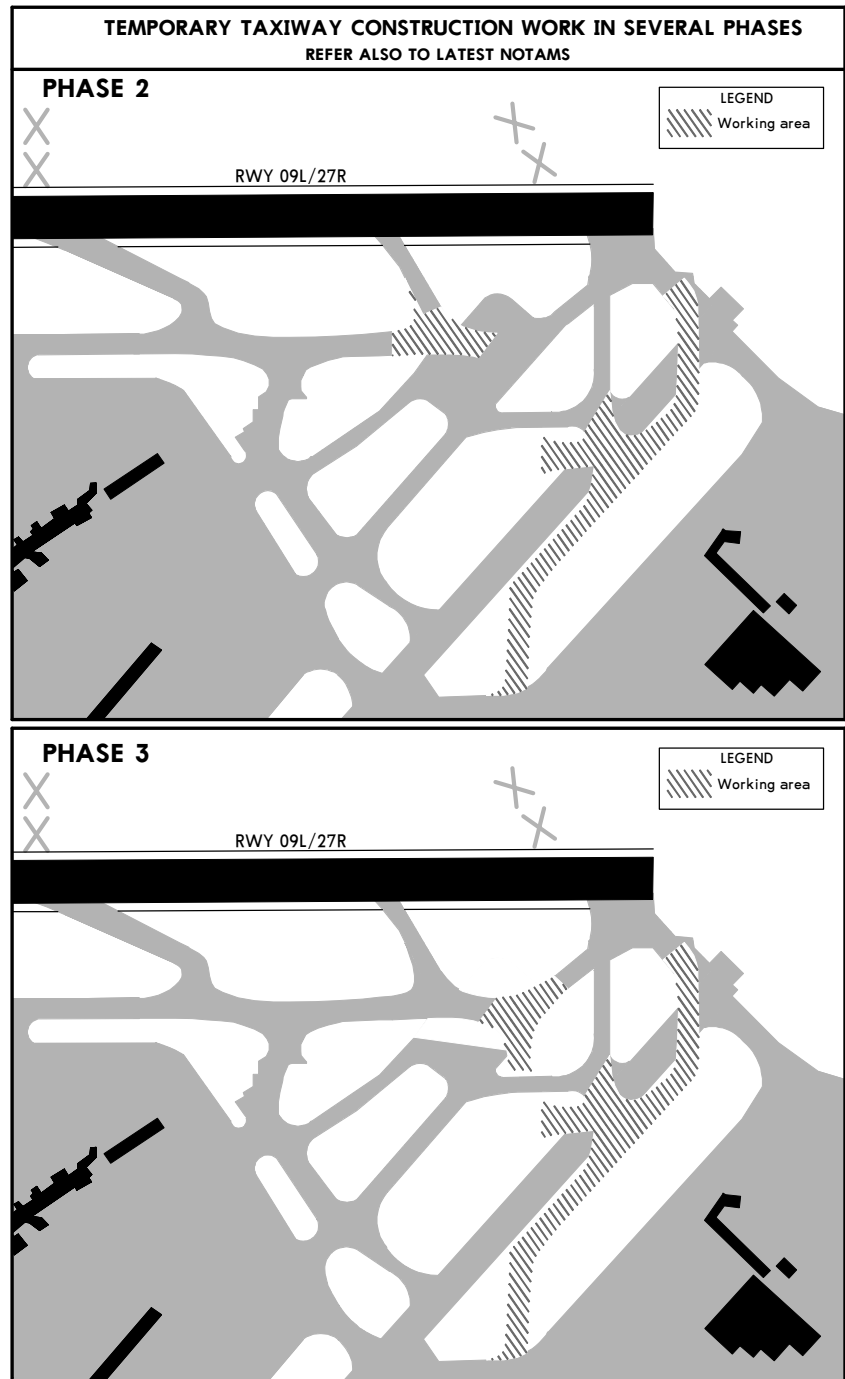 TEMPORARY TAXIWAY CONSTRUCTION WORK IN SEVERAL PHASES
REFER ALSO TO LATEST NOTAMS
PHASE 2
LEGEND
Working area
RWY 09L/27R
PHASE 3
LEGEND
Working area
RWY 09L/27R